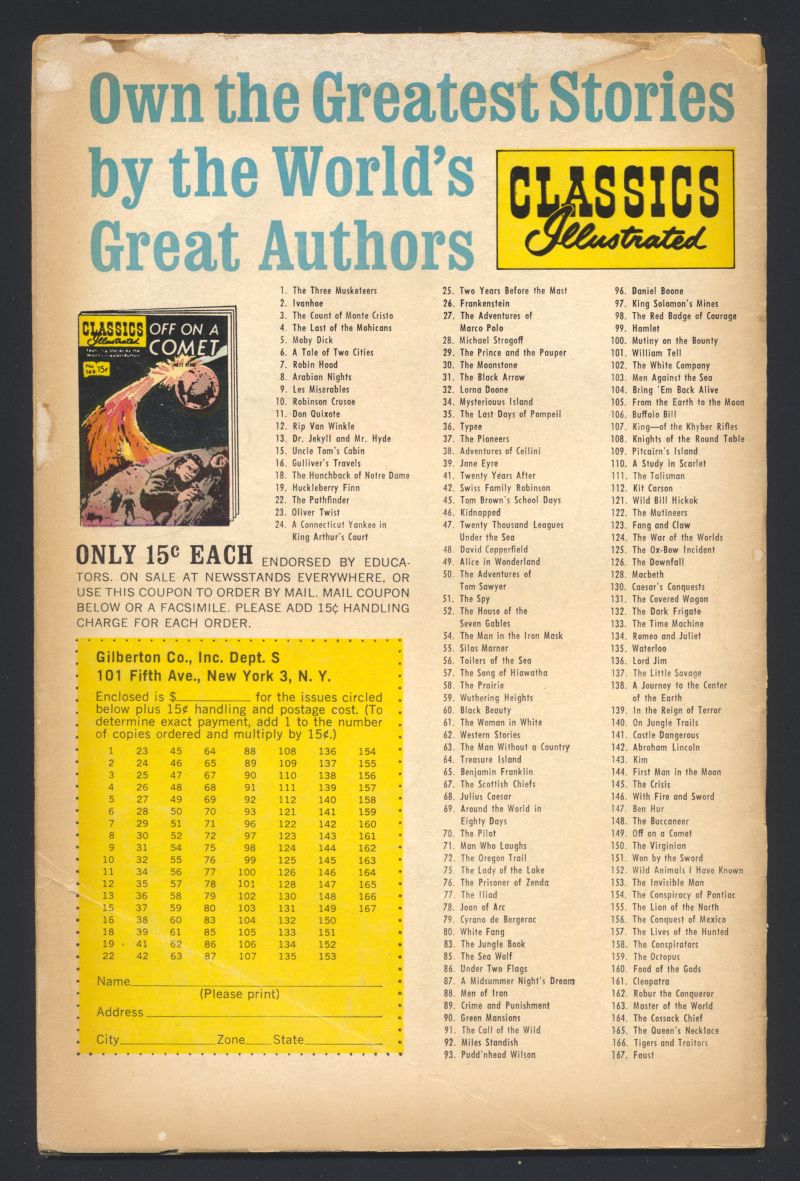 Own the Greatest Stories
by the World's
Great Authors
CLASSICS
Illustrated
CLASSICS
Illustrated
No. 149 15¢
OFF ON A
COMET
1. The Three Musketeers
2. Ivanhoe
3. The Count of Monte Cristo
4. The Last of the Mohicans
5. Moby Dick
6. A Tale of Two Cities
7. Robin Hood
8. Arabian Nights
9. Les Miserables
10. Robinson Crusoe
11. Don Quixote
12. Rip Van Winkle
13. Dr. Jekyll and Mr. Hyde
15. Uncle Tom's Cabin
16. Gulliver's Travels
18. The Hunchback of Notre Dame
19. Huckleberry Finn
22. The Pathfinder
23. Oliver Twist
24. A Connecticut Yankee in
King Arthur's Court
ONLY 15¢ EACH ENDORSED BY EDUCA-
TORS. ON SALE AT NEWSSTANDS EVERYWHERE, OR
USE THIS COUPON TO ORDER BY MAIL. MAIL COUPON
BELOW OR A FACSIMILE. PLEASE ADD 15¢ HANDLING
CHARGE FOR EACH ORDER.
Gilberton Co., Inc. Dept. S
101 Fifth Ave., New York 3, N. Y.
Enclosed is $________ for the issues circled
below plus 15¢ handling and postage cost. (To
determine exact payment, add 1 to the number
of copies ordered and multiply by 15¢.)
1 23 45 64 88 108 136 154
2 24 46 65 89 109 137 155
3 25 47 67 90 110 138 156
4 26 48 68 91 111 139 157
5 27 49 69 92 112 140 158
6 28 50 70 93 121 141 159
7 29 51 71 96 122 142 160
8 30 52 72 97 123 143 161
9 31 54 75 98 124 144 162
10 32 55 76 99 125 145 163
11 34 56 77 100 126 146 164
12 35 57 78 101 128 147 165
13 36 58 79 102 130 148 166
15 37 59 80 103 131 149 167
16 38 60 83 104 132 150
18 39 61 85 105 133 151
19 41 62 86 106 134 152
22 42 63 87 107 135 153
Name
(Please print)
Address
City Zone State
25. Two Years Before the Mast
26. Frankenstein
27. The Adventures of
Marco Polo
28. Michael Strogoff
29. The Prince and the Pauper
30. The Moonstone
31. The Black Arrow
32. Lorna Doone
34. Mysteriouus Island
35. The Last Days of Pompeii
36. Typee
37. The Pioneers
38. Adventures of Cellini
39. Jane Eyre
41. Twenty Years After
42. Swiss Family Robinson
45. Tom Brown's School Days
46. Kidnapped
47. Twenty Thousand Leagues
Under the Sea
48. David Copperfield
49. Alice in Wonderland
50. The Adventures of
Tom Sawyer
51. The Spy
52. The House of the
Seven Gables
54. The Man in the Iron Mask
55. Silas Marner
56. Toilers of the Sea
57. The Song of Hiawatha
58. The Prairie
59. Wuthering Heights
60. Black Beauty
61. The Woman in White
62. Western Stories
63. The Man Without a Country
64. Treasure Island
65. Benjamin Franklin
67. The Scottish Chiefs
68. Julius Caesar
69. Around the World in
Eighty Days
70. The Pilot
71. Man Who Laughs
72. The Oregon Trail
75. The Lady of the Lake
76. The Prisoner of Zenda
77. The Iliad
78. Joan of Arc
79. Cyrano de Bergerac
80. White Fang
83. The Jungle Book
85. The Sea Wolf
86. Under Two Flags
87. A Midsummer Night's Dream
88. Men of Iron
89. Crime and Punishment
90. Green Mansions
91. The Call of the Wild
92. Miles Standish
93. Pudd'nhead Wilson
96. Daniel Boone
97. King Solomon's Mines
98. The Red Badge of Courage
99. Hamlet
100. Mutiny on the Bounty
101. William Tell
102. The White Company
103. Men Against the Sea
104. Bring 'Em Back Alive
105. From the Earth to the Moon
106. Buffalo Bill
107. King—of the Khyber Rifles
108. Knights of the Round Table
109. Pitcairn's Island
110. A Study in Scarlet
111. The Talisman
112. Kit Carson
121. Wild Bill Hickok
122. The Mutineers
123. Fang and Claw
124. The War of the Worlds
125. The Ox-Bow Incident
126. The Downfall
128. Macbeth
130. Caesar's Conquests
131. The Covered Wagon
132. The Dark Frigate
133. The Time Machine
134. Romeo and Juliet
135. Waterloo
136. Lord Jim
137. The Little Savage
138. A Journey to the Center
of the Earth
139. In the Reign of Terror
140. On Jungle Trails
141. Castle Dangerous
142. Abraham Lincoln
143. Kim
144. First Man in the Moon
145. The Crisis
146. With Fire and Sword
147. Ben Hur
148. The Buccaneer
149. Off on a Comet
150. The Virginian
151. Won by the Sword
152. Wild Animals I Have Known
153. The Invisible Man
154. The Conspiracy of Pontiac
155. The Lion of the North
156. The Conquest of Mexico
157. The Lives of the Hunted
158. The Conspirators
159. The Octopus
160. Food of the Gods
161. Cleopatra
162. Robur the Conqueror
163. Master of the World
164. The Cossack Chief
165. The Queen's Necklace
166. Tigers and Traitors
167. Faust